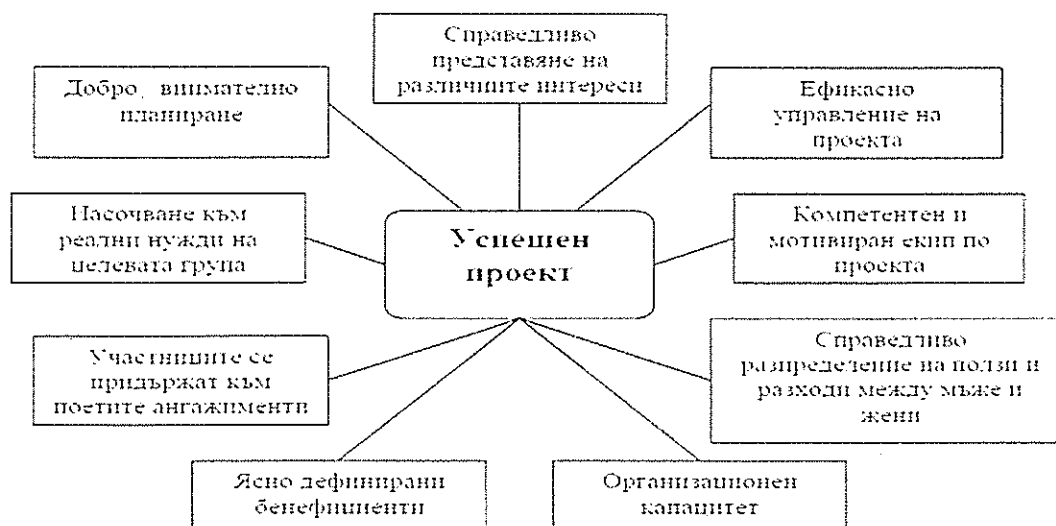 Справедливо
представяне на
различните интереси
Добро, внимателно
планиране
Ефикасно
управление на
проекта
Насочване към
реални нужди на
целевата група
Успешен
проект
Компетентен и
мотивиран екип по
проекта
Участниците се
придържат към
поетите ангажименти
Справедливо
разпределение на ползи и
разходи между мъже и
жени
Ясно дефинирани
бенефициенти
Организационен
капацитет